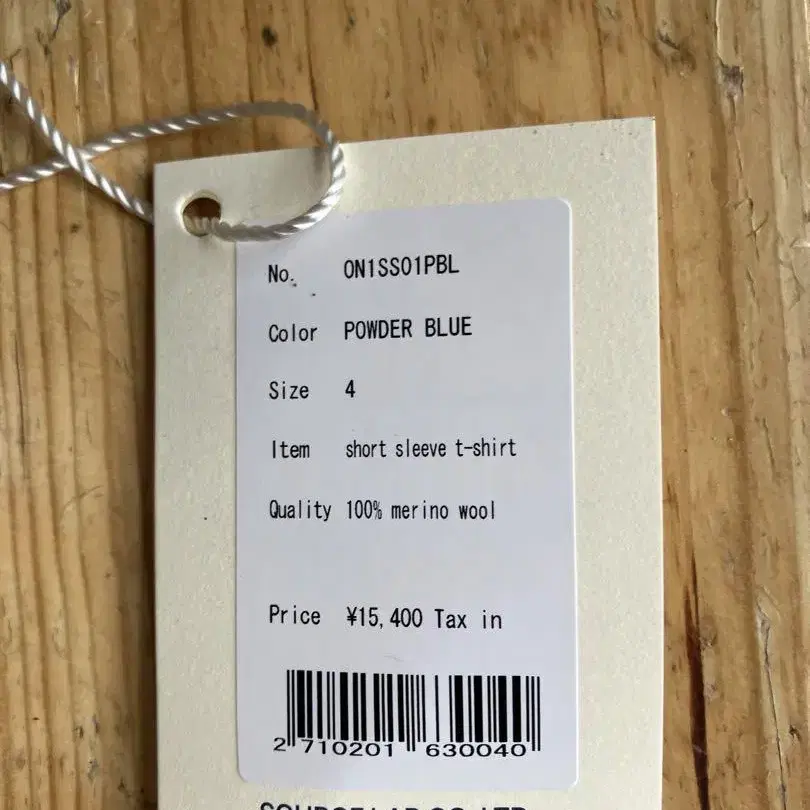 No. ON1SS01PBL
Color POWDER BLUE
Size 4
Item short sleeve t-shirt
Quality 100% merino wool
Price ¥15,400 Tax in
2 710201 630040